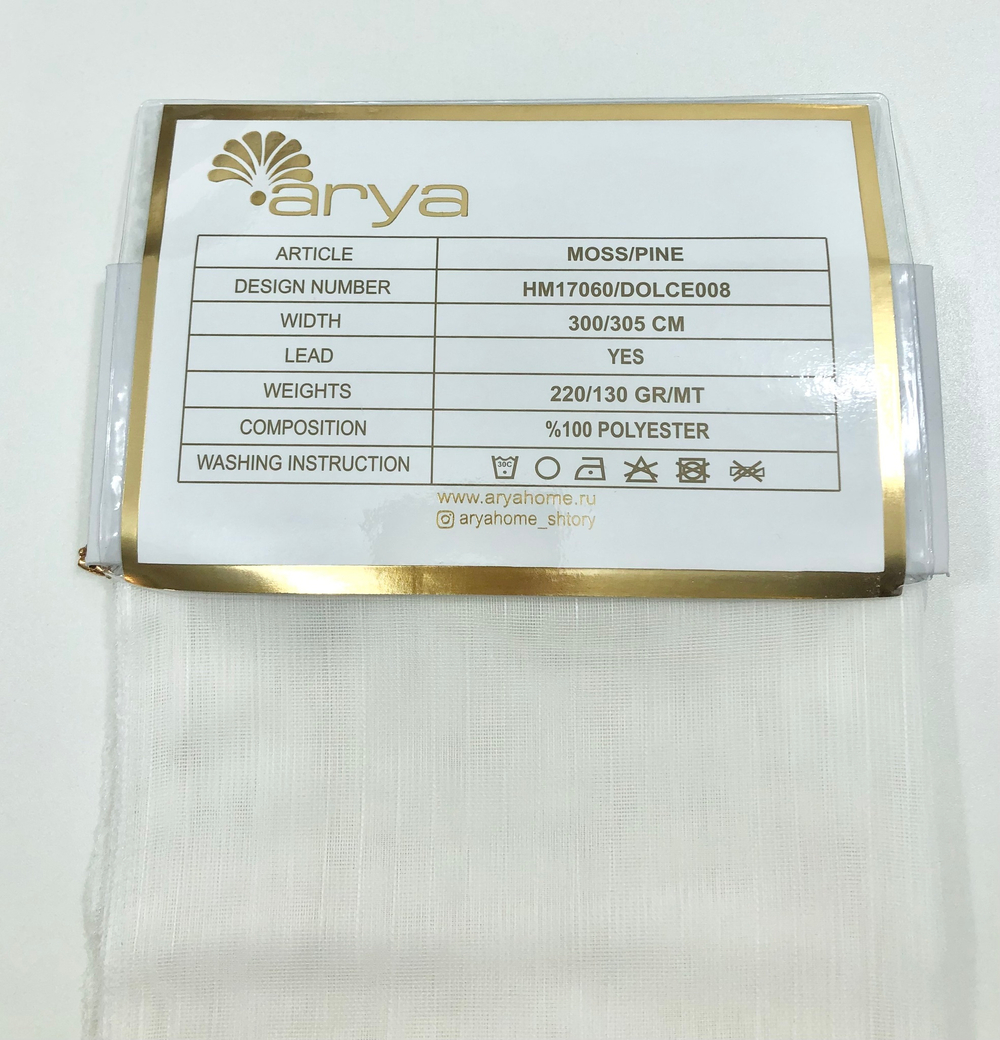 arya
ARTICLE MOSS/PINE
DESIGN NUMBER HM17060/DOLCE008
WIDTH 300/305 CM
LEAD YES
WEIGHTS 220/130 GR/MT
COMPOSITION %100 POLYESTER
WASHING INSTRUCTION 30C
www.aryahome.ru
aryahome_shtory